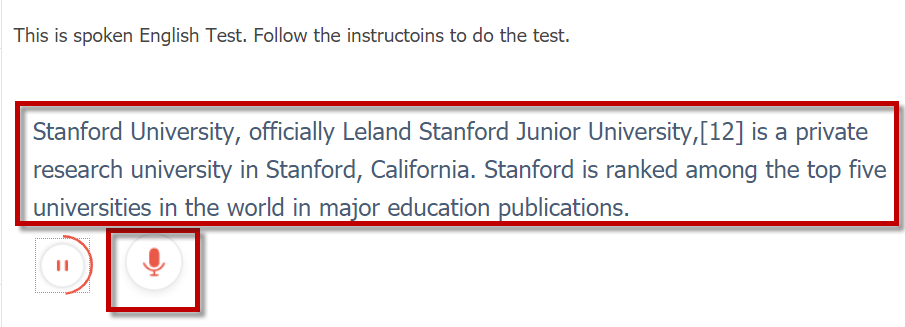 This is spoken English Test. Follow the instructoins to do the test.
Stanford University, officially Leland Stanford Junior University,[12] is a private
research university in Stanford, California. Stanford is ranked among the top five
universities in the world in major education publications.